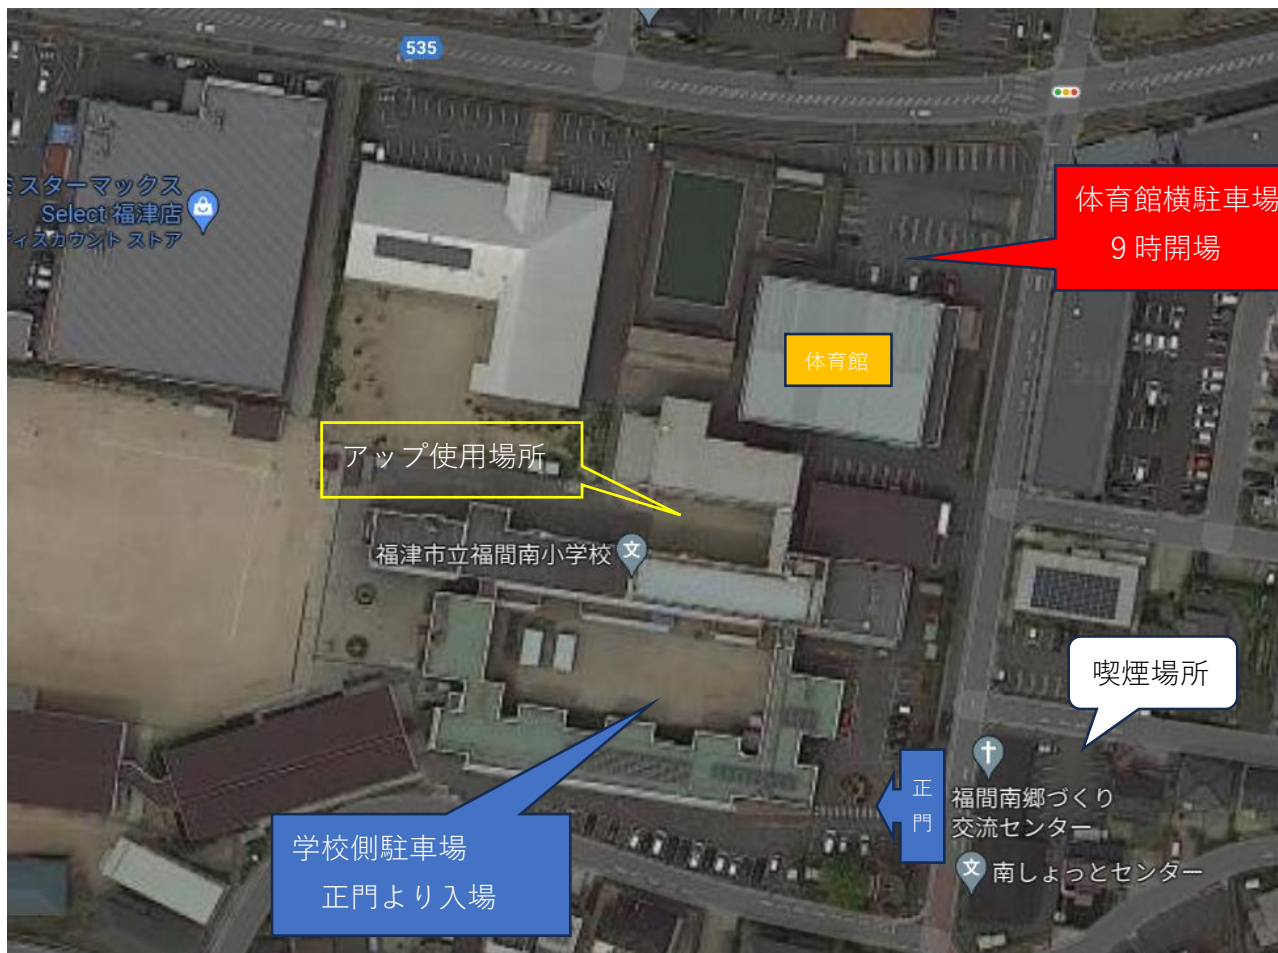 535
ミスターマックス
Select 福津店
ディスカウント ストア
体育館横駐車場
９時開場
体育館
アップ使用場所
福津市立福間南小学校
文
喫煙場所
正
門
福間南郷づくり
交流センター
文
南しょっとセンター
学校側駐車場
正門より入場